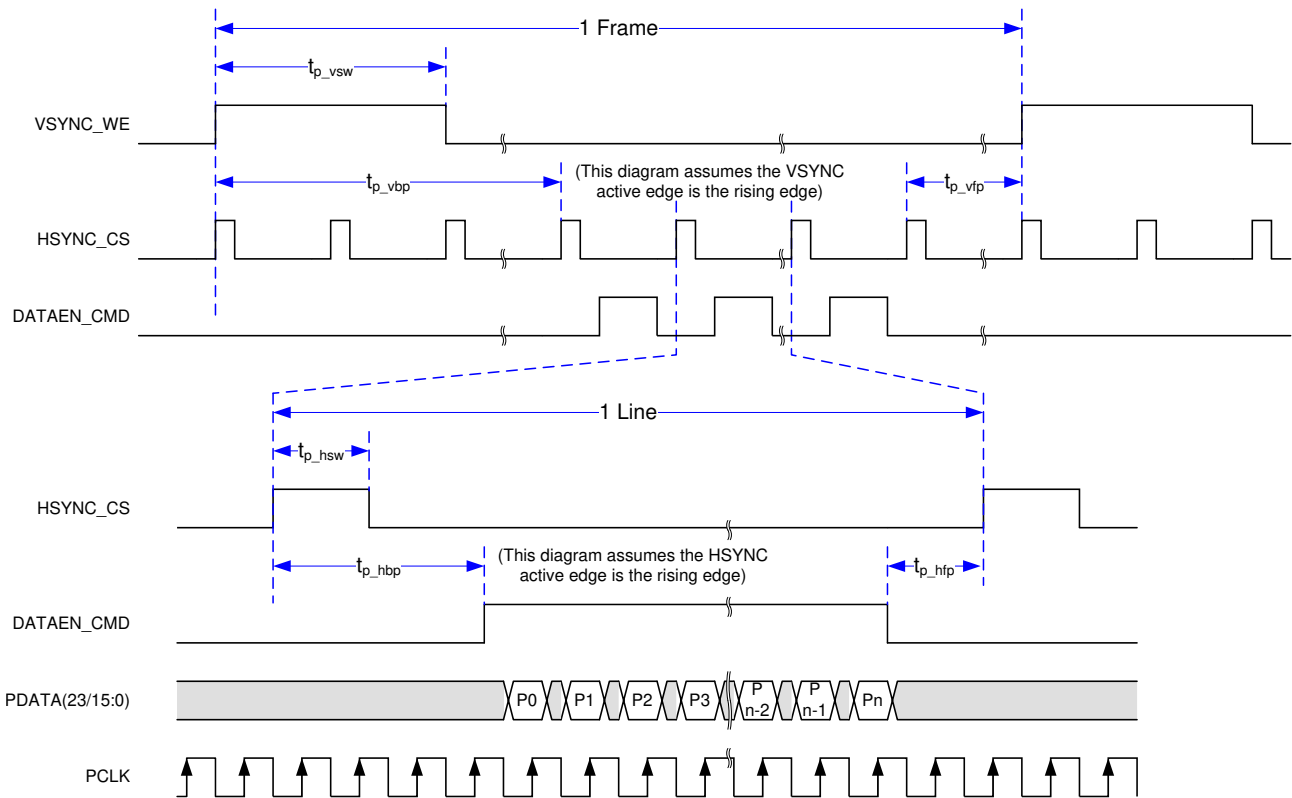 1 Frame
tp_vsw
VSYNC_WE
tp_vbp
(This diagram assumes the VSYNC
active edge is the rising edge)
tp_vfp
HSYNC_CS
DATAEN_CMD
1 Line
tp_hsw
HSYNC_CS
tp_hbp
(This diagram assumes the HSYNC
active edge is the rising edge)
tp_hfp
DATAEN_CMD
PDATA(23/15:0)
P0
P1
P2
P3
P
n-2
P
n-1
Pn
PCLK